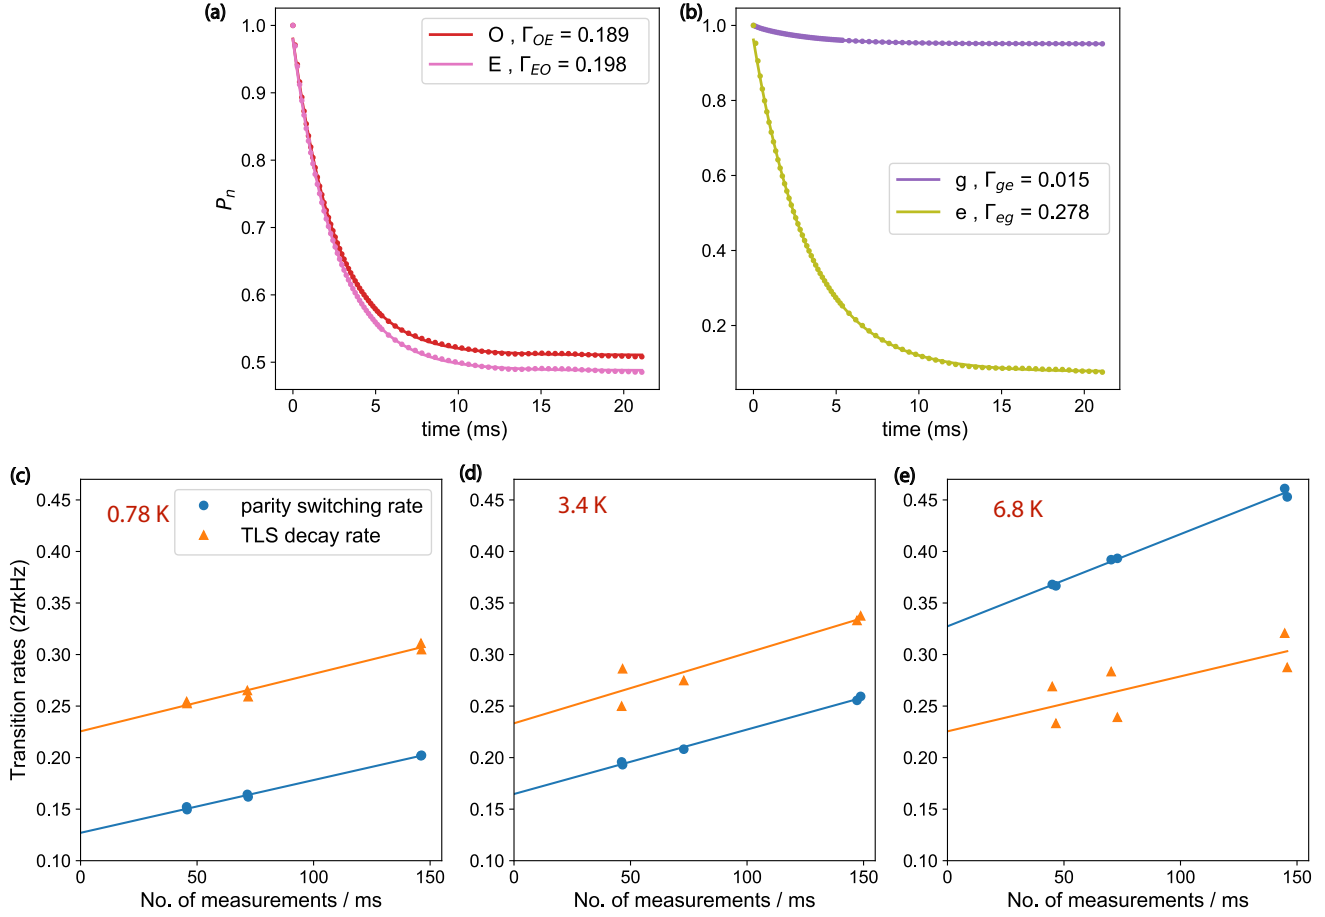 (a)
1.0
0.9
0.8
0.7
0.6
0.5
P_n
O , Γ_OE = 0.189
E , Γ_EO = 0.198
0 5 10 15 20
time (ms)
(b)
1.0
0.8
0.6
0.4
0.2
g , Γ_ge = 0.015
e , Γ_eg = 0.278
0 5 10 15 20
time (ms)
(c)
0.45
0.40
0.35
0.30
0.25
0.20
0.15
0.10
Transition rates (2πkHz)
0.78 K
parity switching rate
TLS decay rate
0 50 100 150
No. of measurements / ms
(d)
0.45
0.40
0.35
0.30
0.25
0.20
0.15
0.10
3.4 K
0 50 100 150
No. of measurements / ms
(e)
0.45
0.40
0.35
0.30
0.25
0.20
0.15
0.10
6.8 K
0 50 100 150
No. of measurements / ms